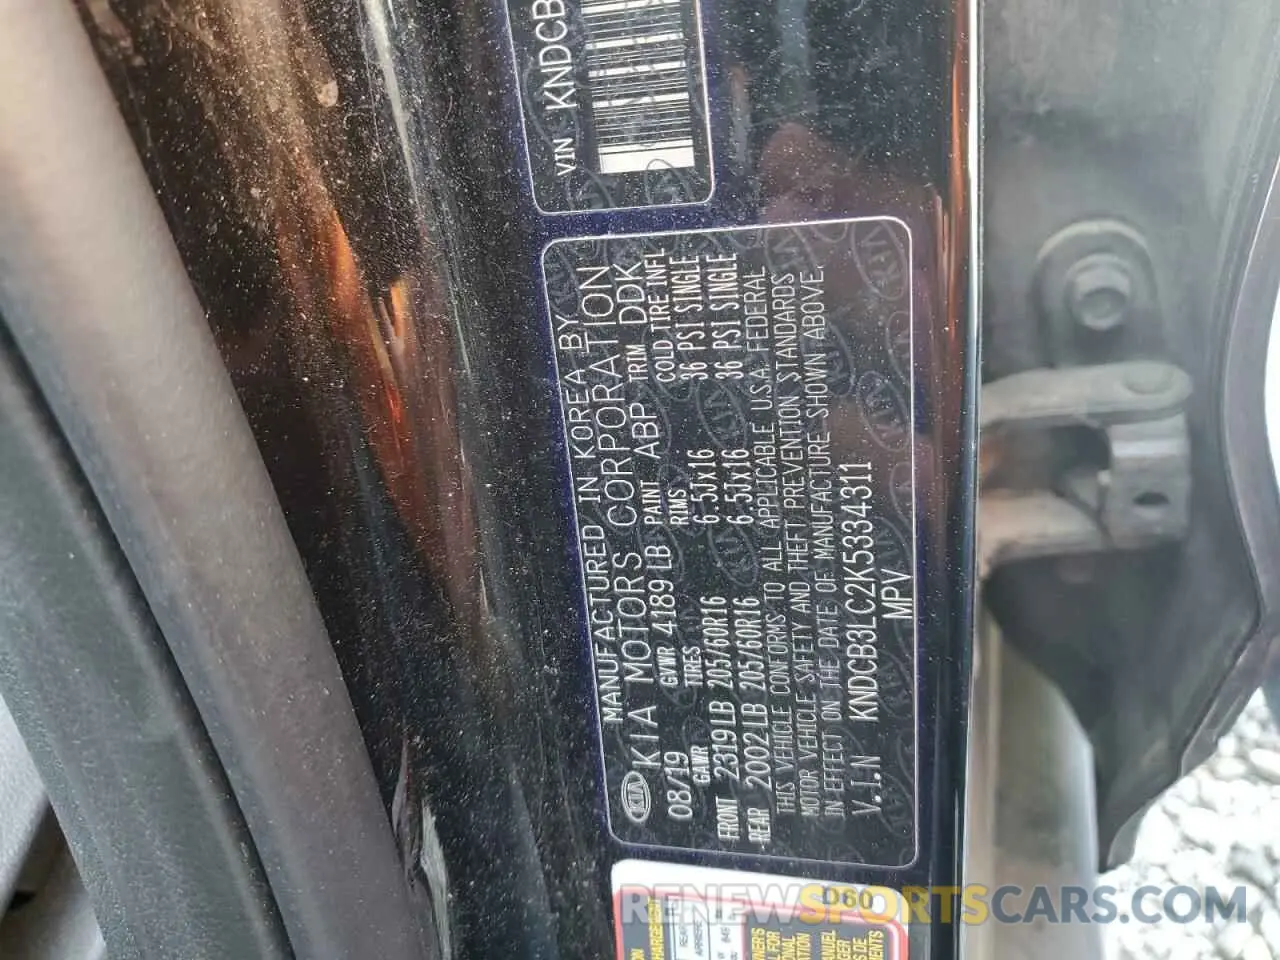 VIN KNDCB
MANUFACTURED IN KOREA BY
KIA KIA MOTORS CORPORATION
08/19 GVWR 4189 LB PAINT ABP TRIM DDK
GAWR TIRES RIMS COLD TIRE INFL
FRONT 2319LB 205/60R16 6.5Jx16 36 PSI SINGLE
REAR 2002LB 205/60R16 6.5Jx16 36 PSI SINGLE
THIS VEHICLE CONFORMS TO ALL APPLICABLE U.S.A. FEDERAL
MOTOR VEHICLE SAFETY AND THEFT PREVENTION STANDARDS
IN EFFECT ON THE DATE OF MANUFACTURE SHOWN ABOVE.
V.I.N KNDCB3LC2K5334311
MPV
D60
RENEWSPORTSCARS.COM